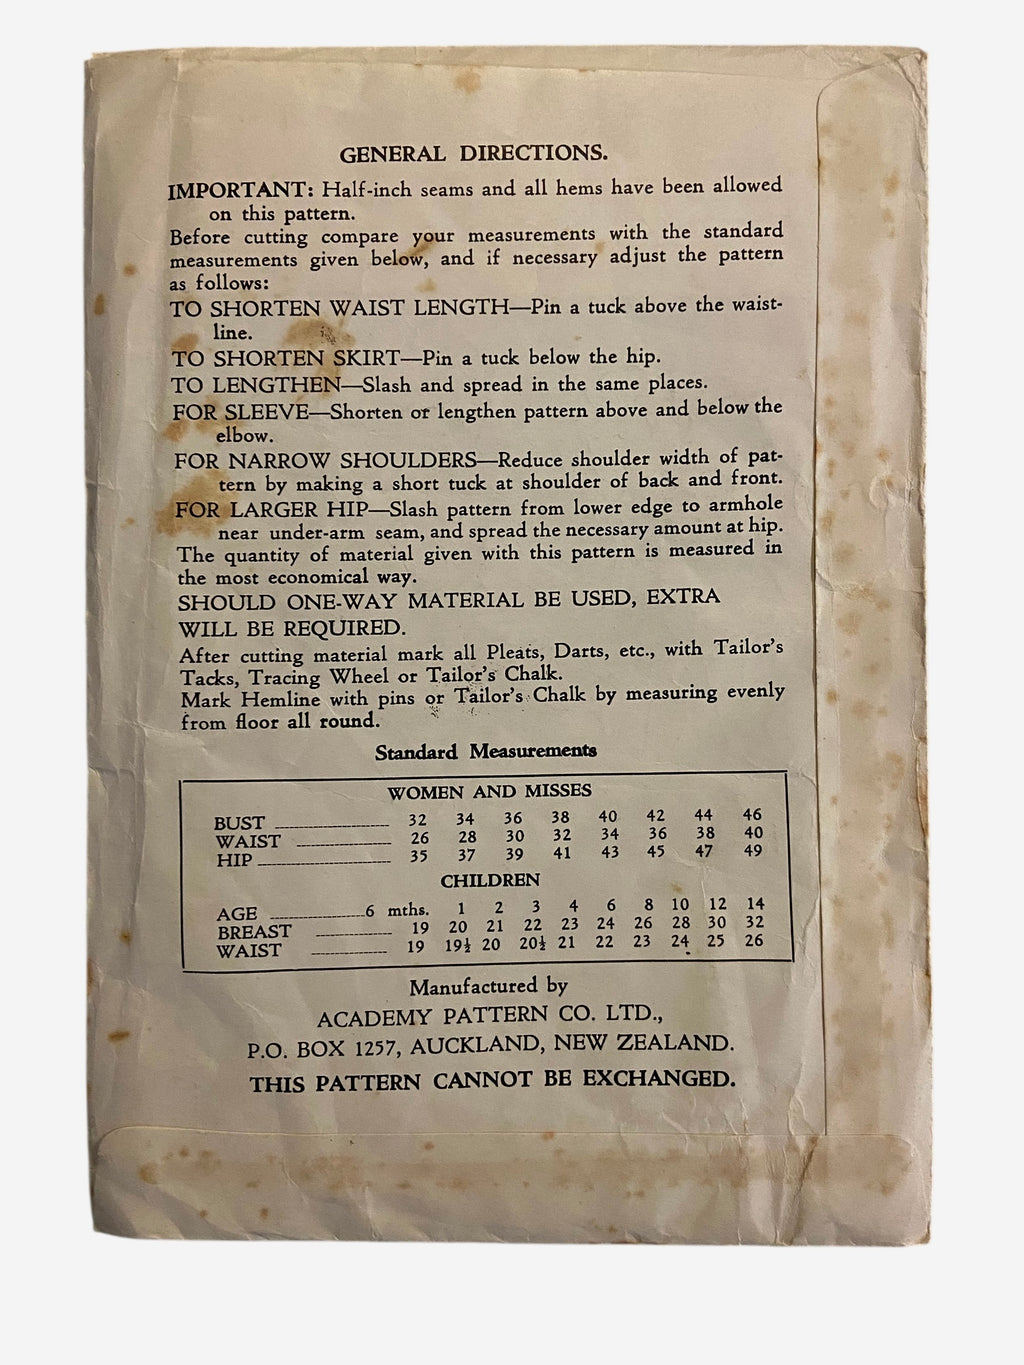 GENERAL DIRECTIONS.
IMPORTANT: Half-inch seams and all hems have been allowed
on this pattern.
Before cutting compare your measurements with the standard
measurements given below, and if necessary adjust the pattern
as follows:
TO SHORTEN WAIST LENGTH—Pin a tuck above the waist-
line.
TO SHORTEN SKIRT—Pin a tuck below the hip.
TO LENGTHEN—Slash and spread in the same places.
FOR SLEEVE—Shorten or lengthen pattern above and below the
elbow.
FOR NARROW SHOULDERS—Reduce shoulder width of pat-
tern by making a short tuck at shoulder of back and front.
FOR LARGER HIP—Slash pattern from lower edge to armhole
near under-arm seam, and spread the necessary amount at hip.
The quantity of material given with this pattern is measured in
the most economical way.
SHOULD ONE-WAY MATERIAL BE USED, EXTRA
WILL BE REQUIRED.
After cutting material mark all Pleats, Darts, etc., with Tailor's
Tacks, Tracing Wheel or Tailor's Chalk.
Mark Hemline with pins or Tailor's Chalk by measuring evenly
from floor all round.
Standard Measurements
WOMEN AND MISSES
BUST 32 34 36 38 40 42 44 46
WAIST 26 28 30 32 34 36 38 40
HIP 35 37 39 41 43 45 47 49
CHILDREN
AGE 6 mths. 1 2 3 4 6 8 10 12 14
BREAST 19 20 21 22 23 24 26 28 30 32
WAIST 19 19½ 20 20½ 21 22 23 24 25 26
Manufactured by
ACADEMY PATTERN CO. LTD.,
P.O. BOX 1257, AUCKLAND, NEW ZEALAND.
THIS PATTERN CANNOT BE EXCHANGED.